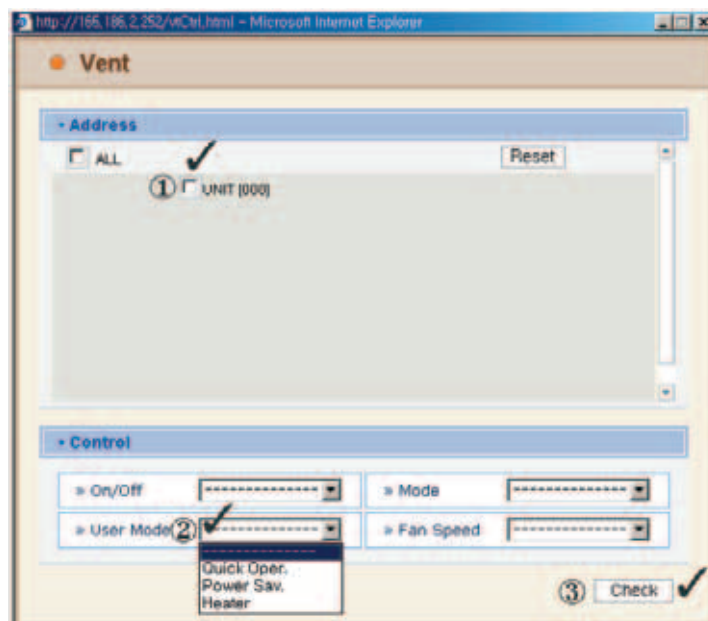 http://166.186.2.252/vtCtrl.html - Microsoft Internet Explorer
Vent
Address
ALL
Reset
① UNIT [000]
Control
» On/Off --------------
» Mode --------------
» User Mode ② --------------
» Fan Speed --------------
--------------
Quick Oper.
Power Sav.
Heater
③ Check